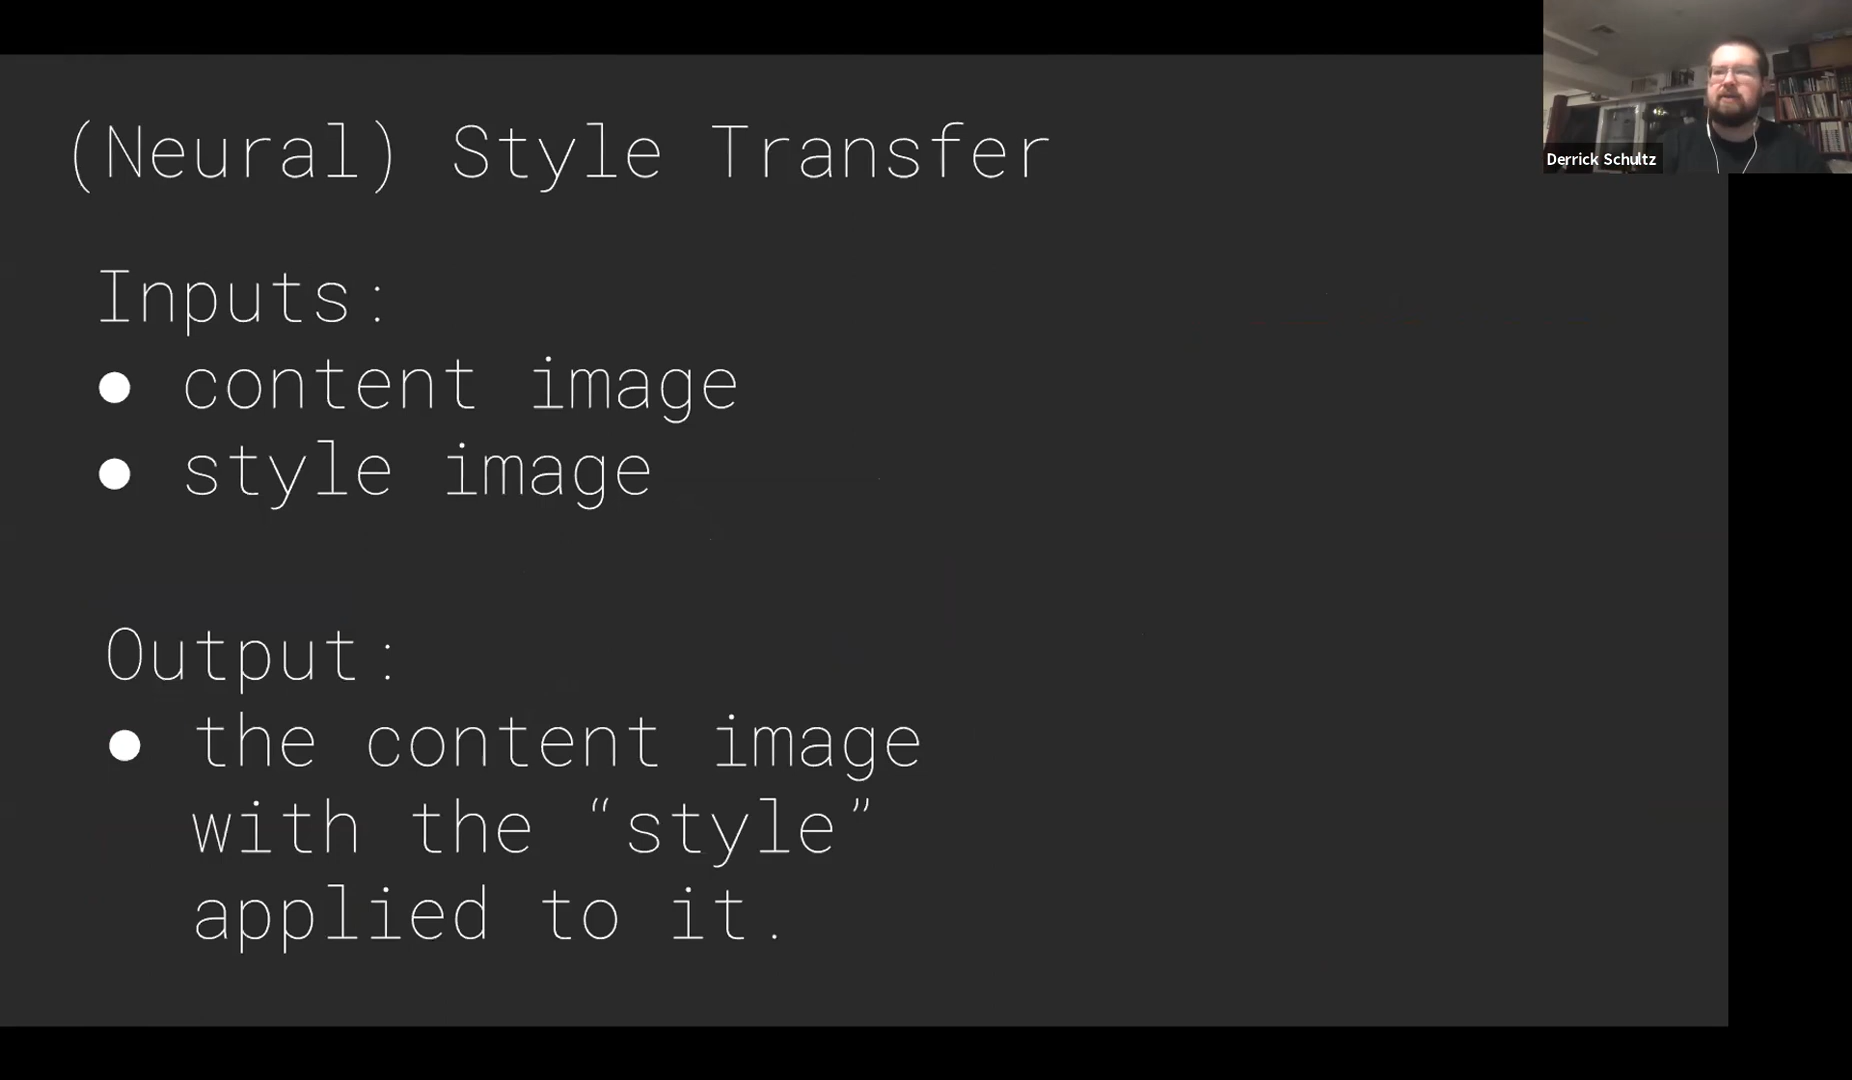 (Neural) Style Transfer
Derrick Schultz
Inputs:
● content image
● style image
Output:
● the content image
with the “style”
applied to it.